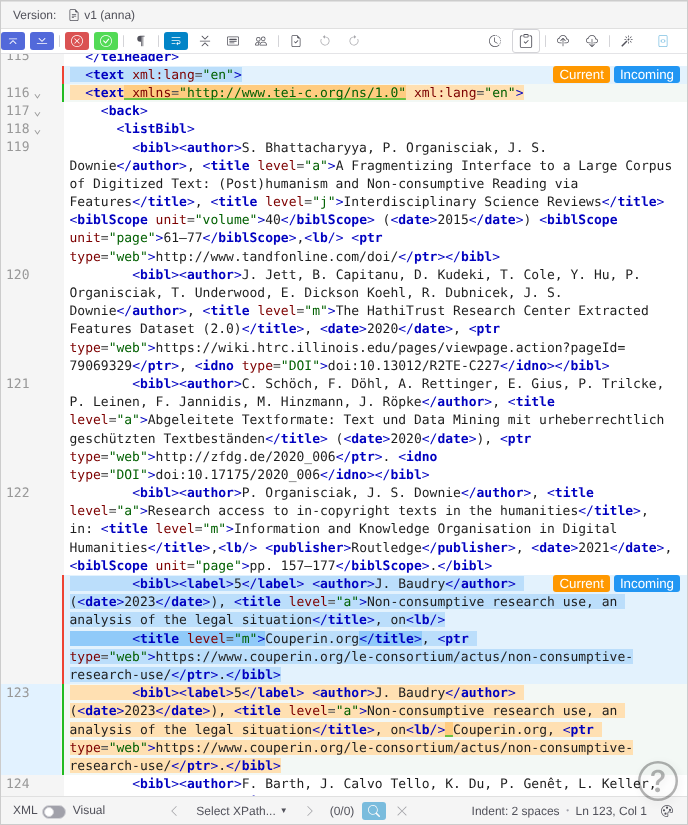 Version: v1 (anna)
¶
115 </teiHeader>
<text xml:lang="en"> Current Incoming
116 <text xmlns="http://www.tei-c.org/ns/1.0" xml:lang="en">
117 <back>
118 <listBibl>
119 <bibl><author>S. Bhattacharyya, P. Organisciak, J. S.
Downie</author>, <title level="a">A Fragmentizing Interface to a Large Corpus
of Digitized Text: (Post)humanism and Non-consumptive Reading via
Features</title>, <title level="j">Interdisciplinary Science Reviews</title>
<biblScope unit="volume">40</biblScope> (<date>2015</date>) <biblScope
unit="page">61–77</biblScope>,<lb/> <ptr
type="web">http://www.tandfonline.com/doi/</ptr></bibl>
120 <bibl><author>J. Jett, B. Capitanu, D. Kudeki, T. Cole, Y. Hu, P.
Organisciak, T. Underwood, E. Dickson Koehl, R. Dubnicek, J. S.
Downie</author>, <title level="m">The HathiTrust Research Center Extracted
Features Dataset (2.0)</title>, <date>2020</date>, <ptr
type="web">https://wiki.htrc.illinois.edu/pages/viewpage.action?pageId=
79069329</ptr>, <idno type="DOI">doi:10.13012/R2TE-C227</idno></bibl>
121 <bibl><author>C. Schöch, F. Döhl, A. Rettinger, E. Gius, P. Trilcke,
P. Leinen, F. Jannidis, M. Hinzmann, J. Röpke</author>, <title
level="a">Abgeleitete Textformate: Text und Data Mining mit urheberrechtlich
geschützten Textbeständen</title> (<date>2020</date>), <ptr
type="web">http://zfdg.de/2020_006</ptr>. <idno
type="DOI">doi:10.17175/2020_006</idno></bibl>
122 <bibl><author>P. Organisciak, J. S. Downie</author>, <title
level="a">Research access to in-copyright texts in the humanities</title>,
in: <title level="m">Information and Knowledge Organisation in Digital
Humanities</title>,<lb/> <publisher>Routledge</publisher>, <date>2021</date>,
<biblScope unit="page">pp. 157–177</biblScope>.</bibl>
<bibl><label>5</label> <author>J. Baudry</author> Current Incoming
(<date>2023</date>), <title level="a">Non-consumptive research use, an
analysis of the legal situation</title>, on<lb/>
<title level="m">Couperin.org</title>, <ptr
type="web">https://www.couperin.org/le-consortium/actus/non-consumptive-
research-use/</ptr>.</bibl>
123 <bibl><label>5</label> <author>J. Baudry</author>
(<date>2023</date>), <title level="a">Non-consumptive research use, an
analysis of the legal situation</title>, on<lb/> Couperin.org, <ptr
type="web">https://www.couperin.org/le-consortium/actus/non-consumptive-
research-use/</ptr>.</bibl>
124 <bibl><author>F. Barth, J. Calvo Tello, K. Du, P. Genêt, L. Keller,
?
XML Visual Select XPath... (0/0) Indent: 2 spaces · Ln 123, Col 1